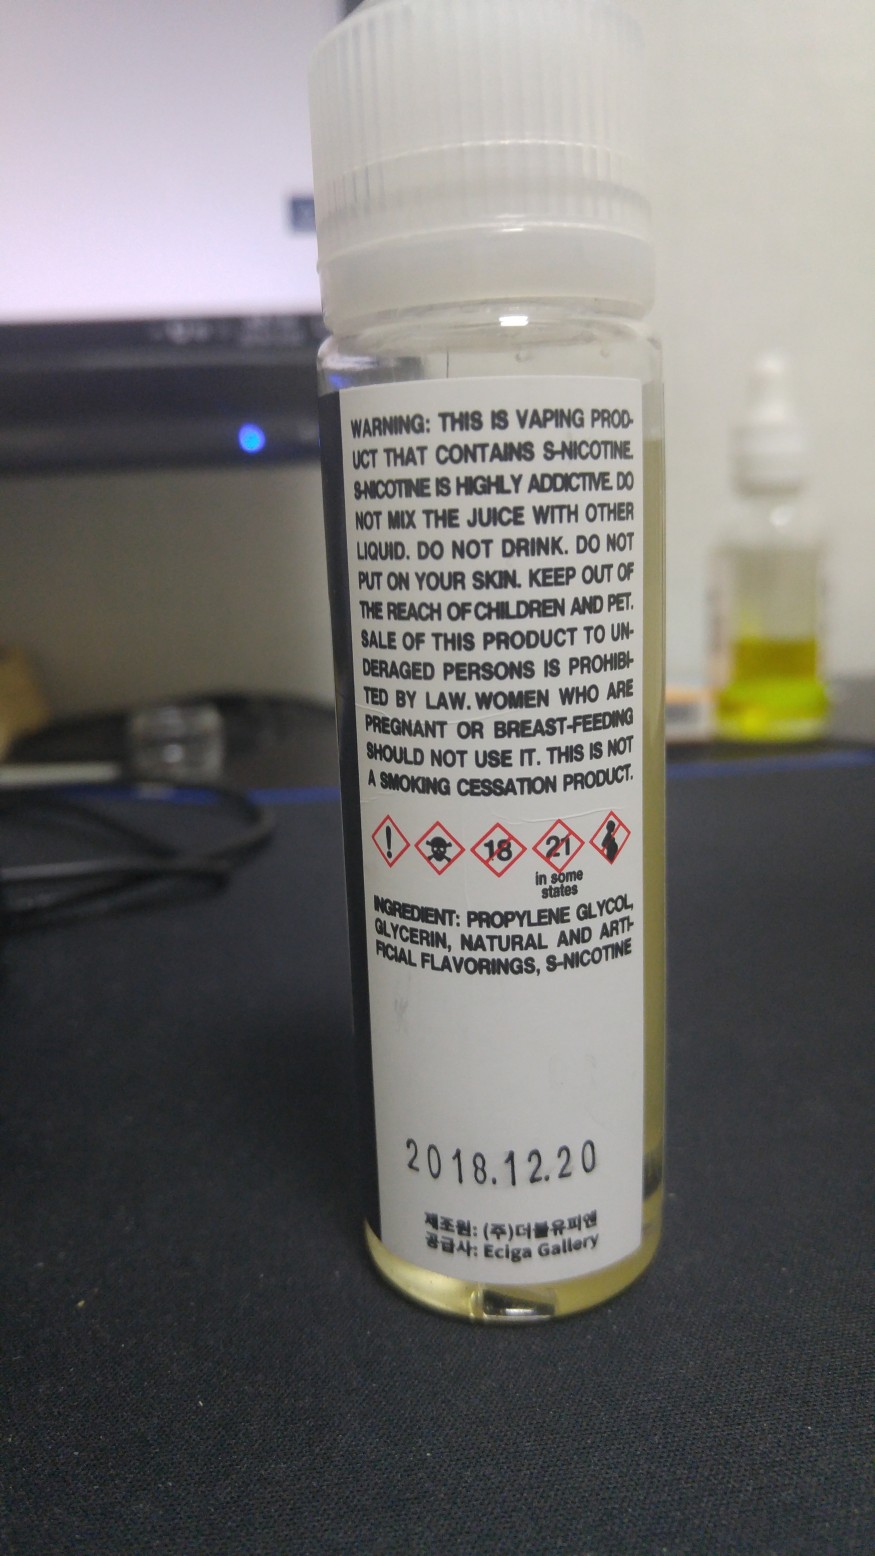 WARNING: THIS IS VAPING PROD-
UCT THAT CONTAINS S-NICOTINE.
S-NICOTINE IS HIGHLY ADDICTIVE. DO
NOT MIX THE JUICE WITH OTHER
LIQUID. DO NOT DRINK. DO NOT
PUT ON YOUR SKIN. KEEP OUT OF
THE REACH OF CHILDREN AND PET.
SALE OF THIS PRODUCT TO UN-
DERAGED PERSONS IS PROHIBI-
TED BY LAW. WOMEN WHO ARE
PREGNANT OR BREAST-FEEDING
SHOULD NOT USE IT. THIS IS NOT
A SMOKING CESSATION PRODUCT.
! 18 21
in some
states
INGREDIENT: PROPYLENE GLYCOL,
GLYCERIN, NATURAL AND ARTI-
FICIAL FLAVORINGS, S-NICOTINE
2018.12.20
제조원: (주)더블유피엔
공급사: Eciga Gallery